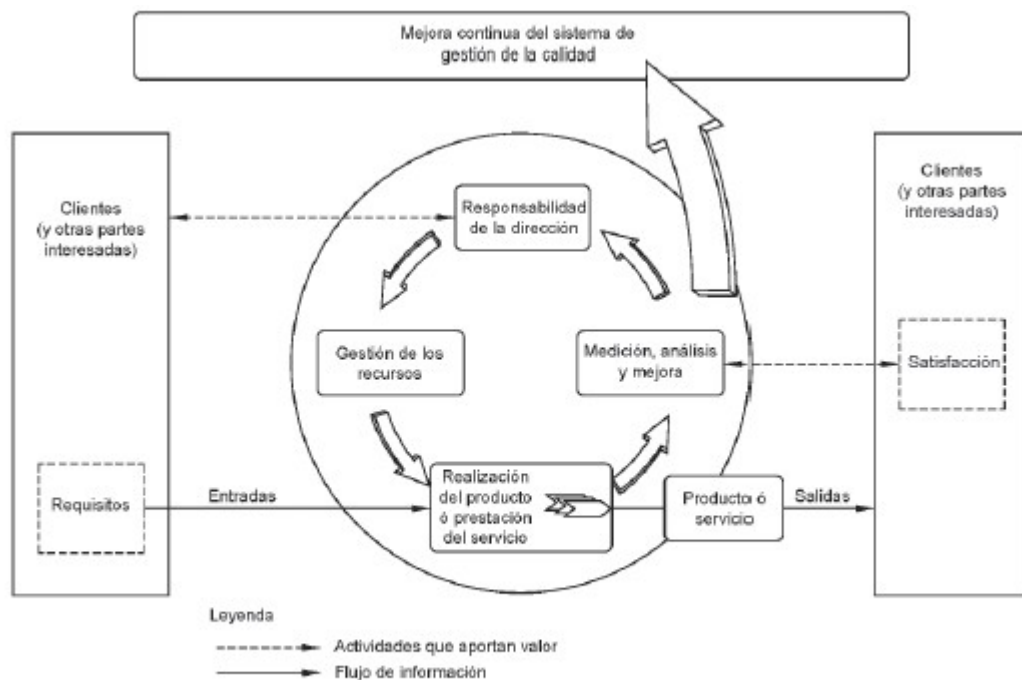 Mejora continua del sistema de
gestión de la calidad
Clientes
(y otras partes
interesadas)
Responsabilidad
de la dirección
Clientes
(y otras partes
interesadas)
Gestión de los
recursos
Medición, análisis
y mejora
Satisfacción
Requisitos
Entradas
Realización
del producto
ó prestación
del servicio
Producto ó
servicio
Salidas
Leyenda
Actividades que aportan valor
Flujo de información